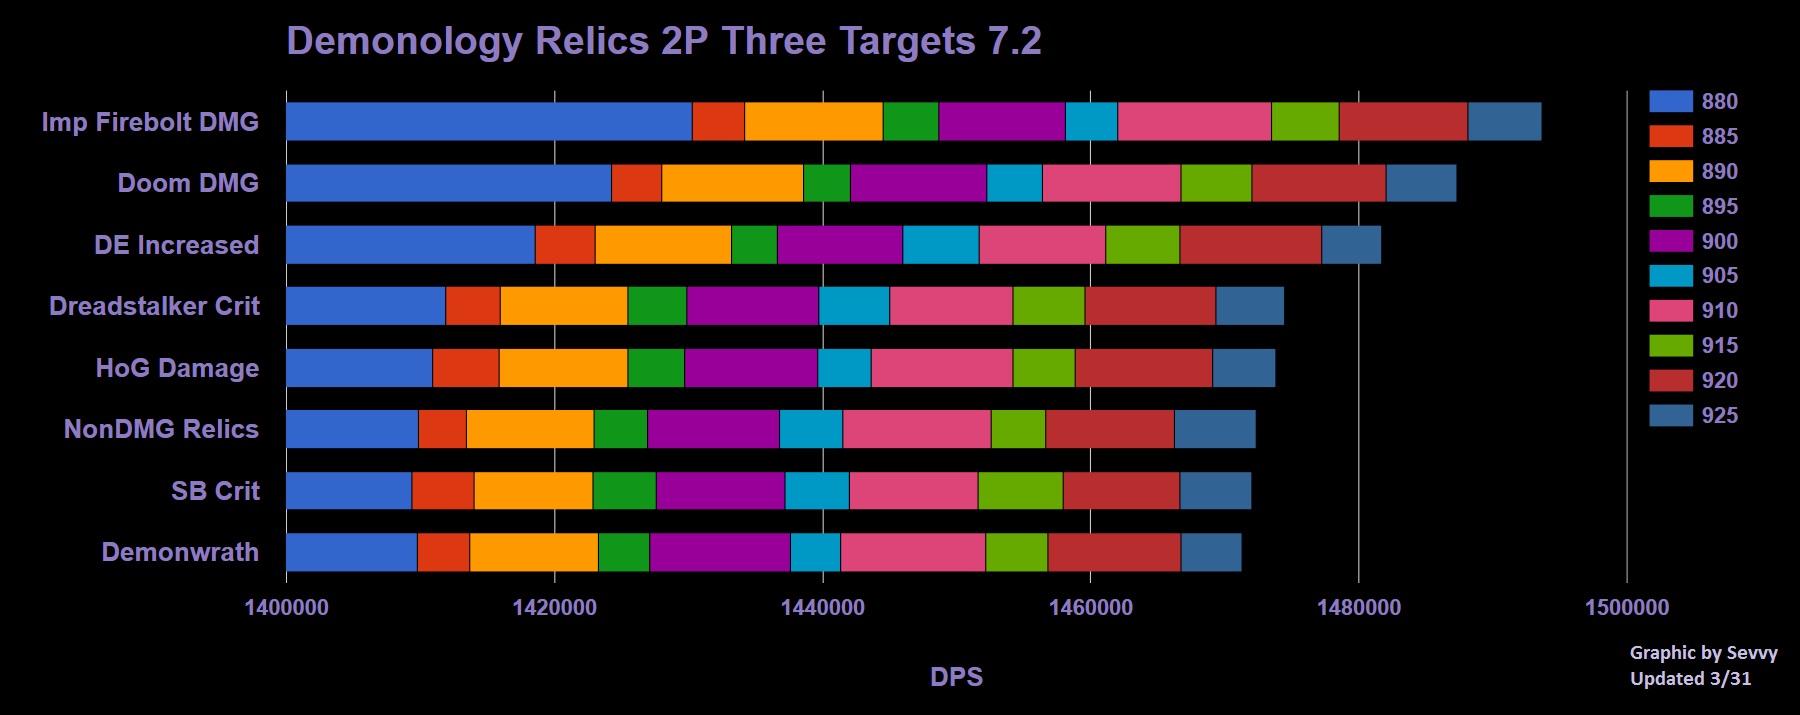 Demonology Relics 2P Three Targets 7.2
Imp Firebolt DMG
Doom DMG
DE Increased
Dreadstalker Crit
HoG Damage
NonDMG Relics
SB Crit
Demonwrath
1400000 1420000 1440000 1460000 1480000 1500000
DPS
880
885
890
895
900
905
910
915
920
925
Graphic by Sevvy
Updated 3/31